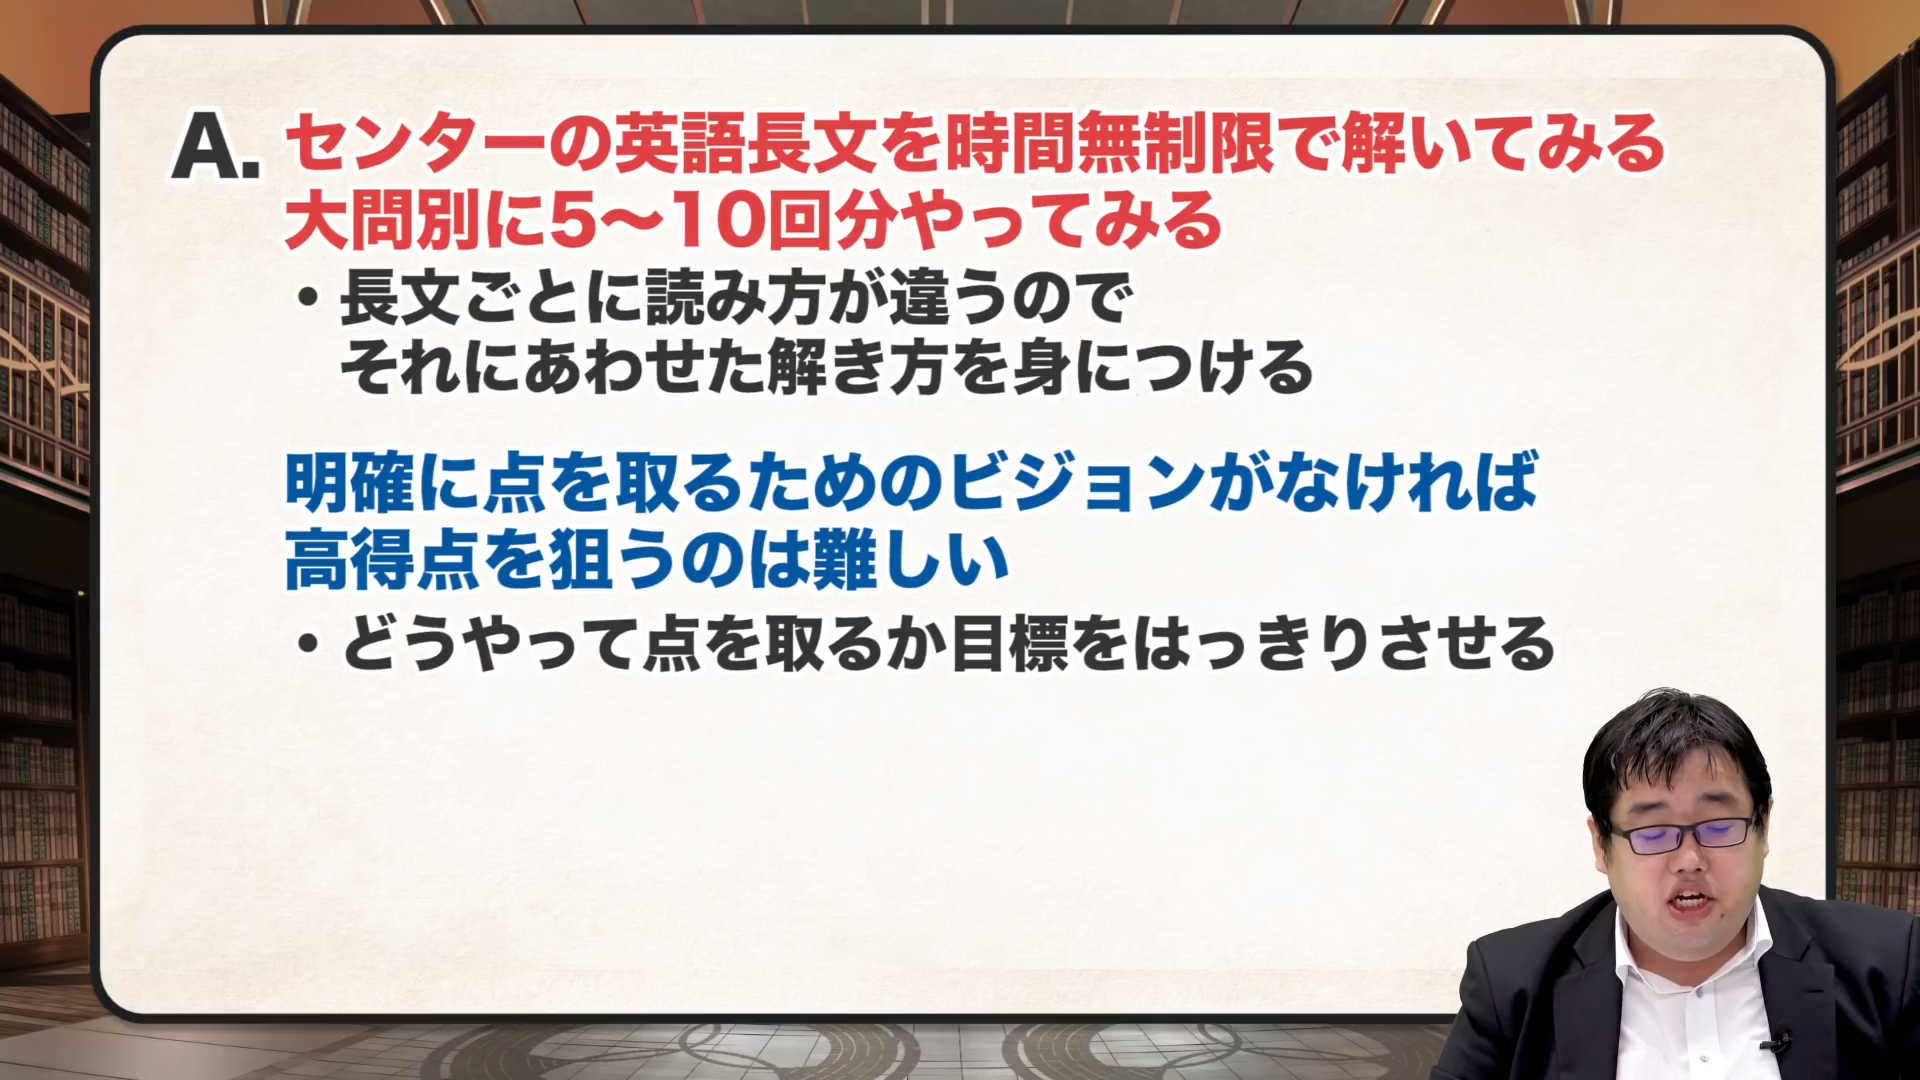 A. センターの英語長文を時間無制限で解いてみる
大問別に5〜10回分やってみる
・長文ごとに読み方が違うので
それにあわせた解き方を身につける
明確に点を取るためのビジョンがなければ
高得点を狙うのは難しい
・どうやって点を取るか目標をはっきりさせる